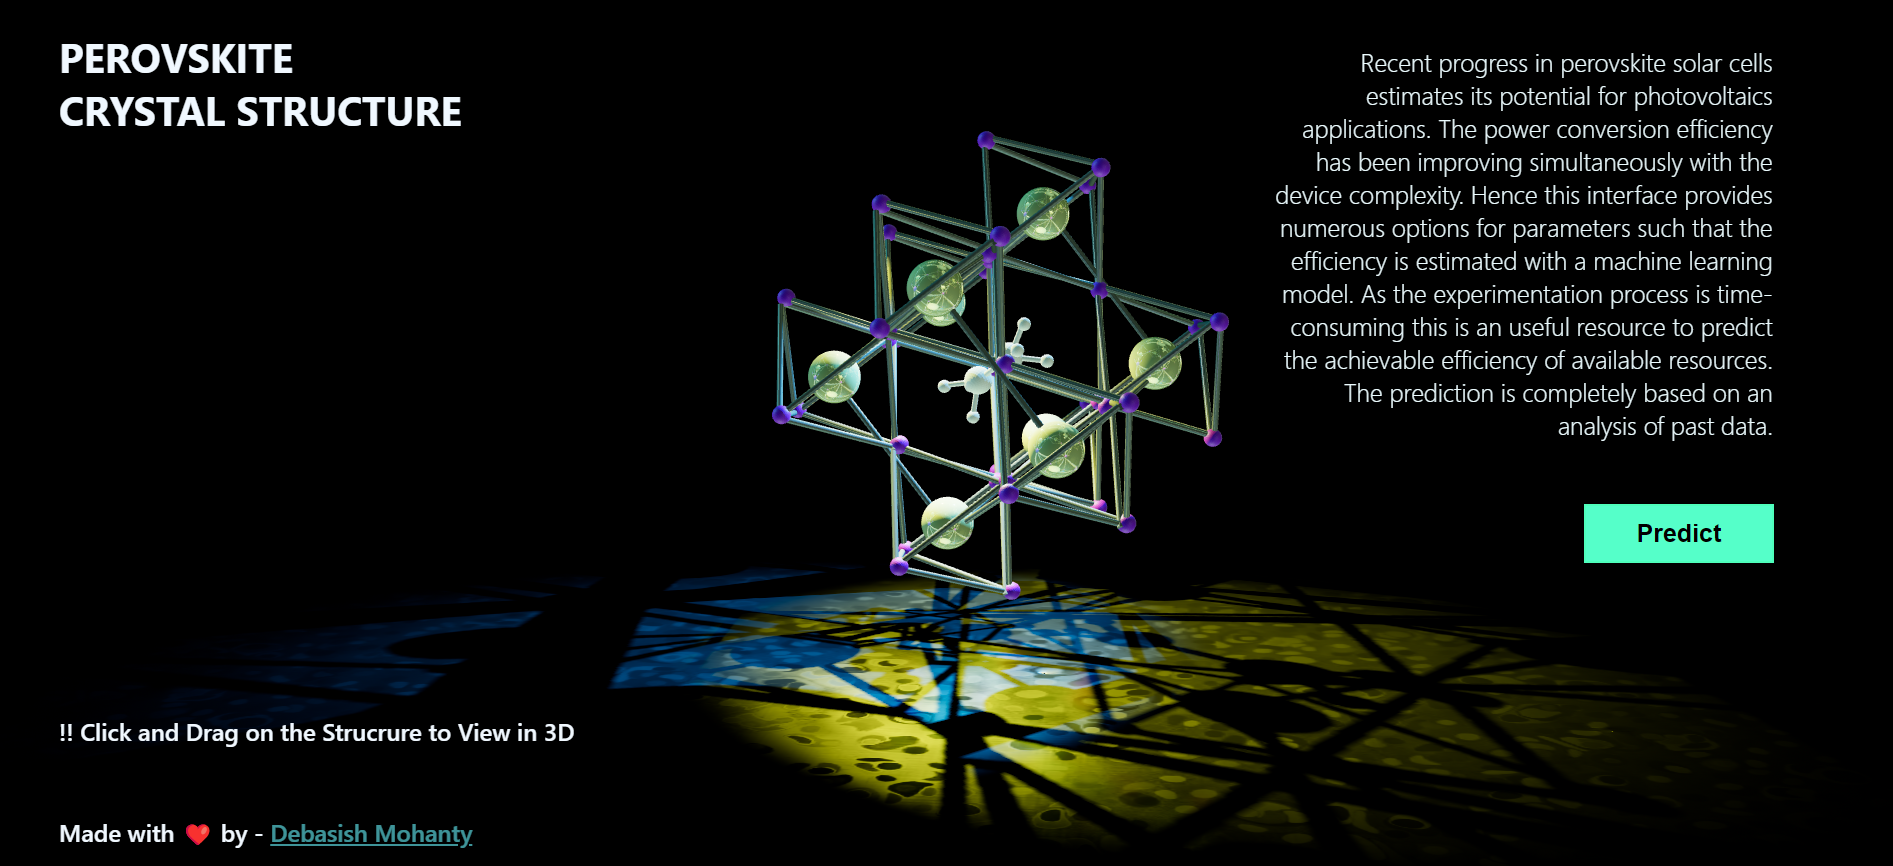 PEROVSKITE
CRYSTAL STRUCTURE
Recent progress in perovskite solar cells
estimates its potential for photovoltaics
applications. The power conversion efficiency
has been improving simultaneously with the
device complexity. Hence this interface provides
numerous options for parameters such that the
efficiency is estimated with a machine learning
model. As the experimentation process is time-
consuming this is an useful resource to predict
the achievable efficiency of available resources.
The prediction is completely based on an
analysis of past data.
Predict
!! Click and Drag on the Strucrure to View in 3D
Made with ❤️ by - Debasish Mohanty